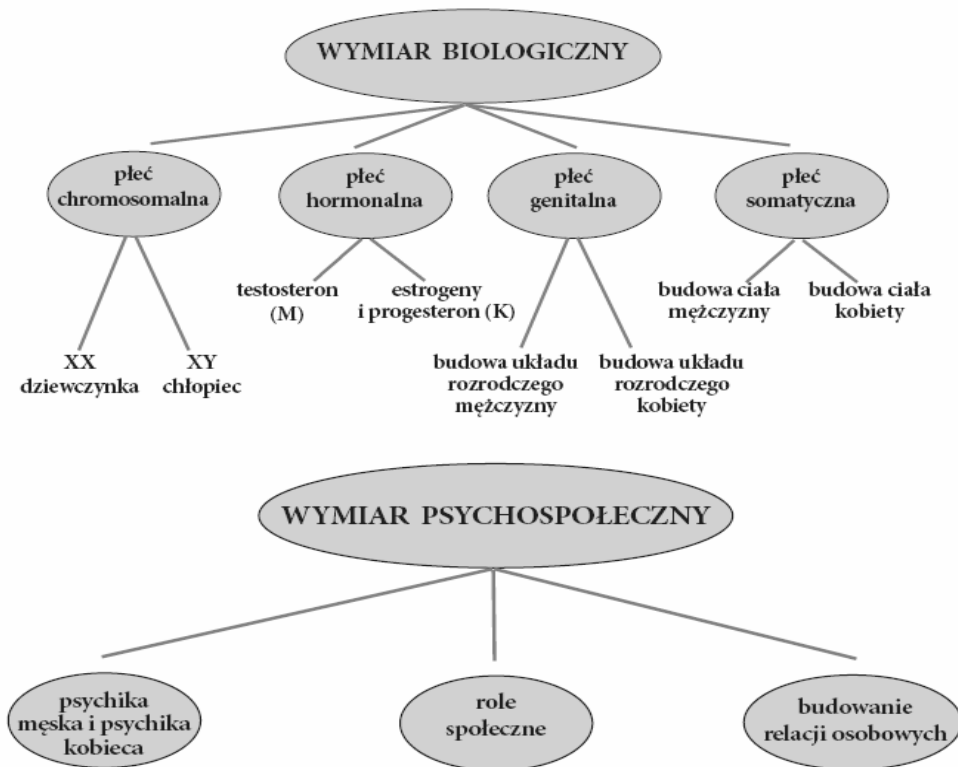 WYMIAR BIOLOGICZNY
płeć
chromosomalna
płeć
hormonalna
płeć
genitalna
płeć
somatyczna
testosteron
(M)
estrogeny
i progesteron (K)
budowa ciała
mężczyzny
budowa ciała
kobiety
XX
dziewczynka
XY
chłopiec
budowa układu
rozrodczego
mężczyzny
budowa układu
rozrodczego
kobiety
WYMIAR PSYCHOSPOŁECZNY
psychika
męska i psychika
kobieca
role
społeczne
budowanie
relacji osobowych